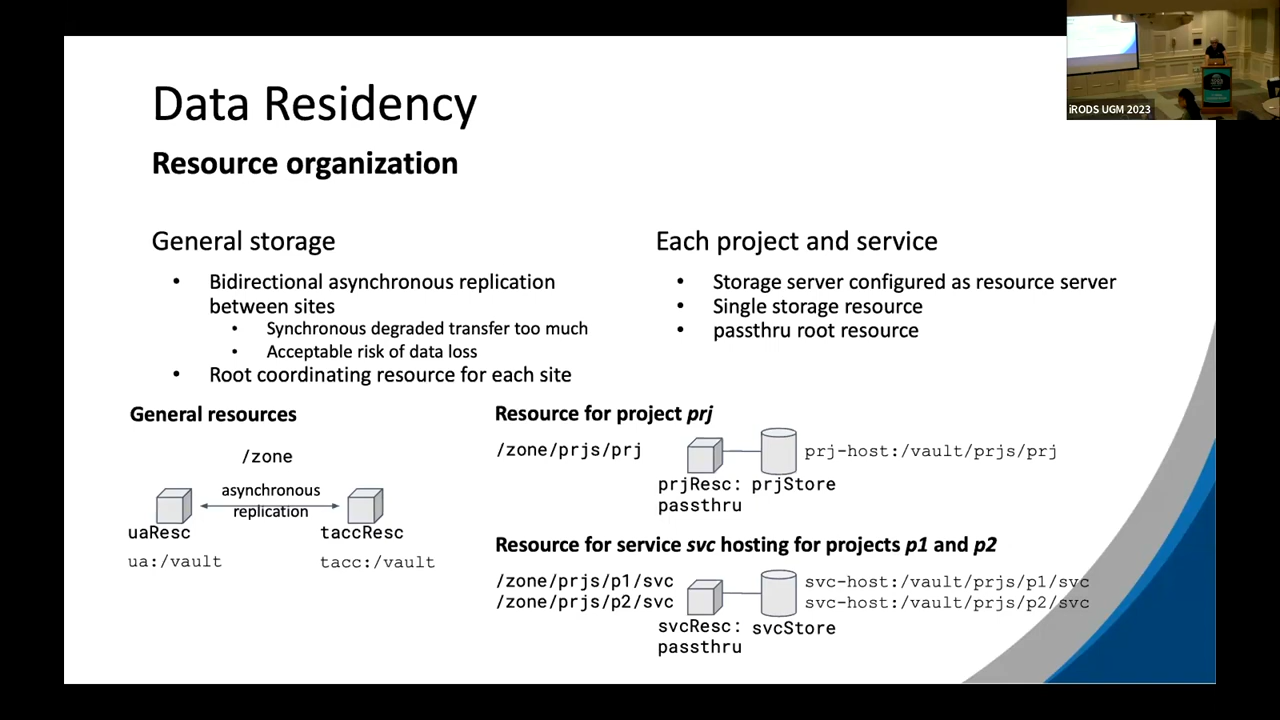 Data Residency
Resource organization
General storage
• Bidirectional asynchronous replication
between sites
• Synchronous degraded transfer too much
• Acceptable risk of data loss
• Root coordinating resource for each site
Each project and service
• Storage server configured as resource server
• Single storage resource
• passthru root resource
General resources
/zone
asynchronous
replication
uaResc
taccResc
ua:/vault
tacc:/vault
Resource for project prj
/zone/prjs/prj
prj-host:/vault/prjs/prj
prjResc: prjStore
passthru
Resource for service svc hosting for projects p1 and p2
/zone/prjs/p1/svc
/zone/prjs/p2/svc
svc-host:/vault/prjs/p1/svc
svc-host:/vault/prjs/p2/svc
svcResc: svcStore
passthru
iRODS UGM 2023